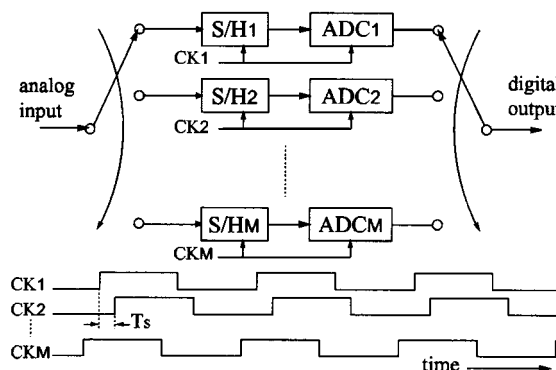 S/H1 ADC1
CK1
analog input
digital output
S/H2 ADC2
CK2
S/HM ADCM
CKM
CK1
CK2
Ts
CKM
time